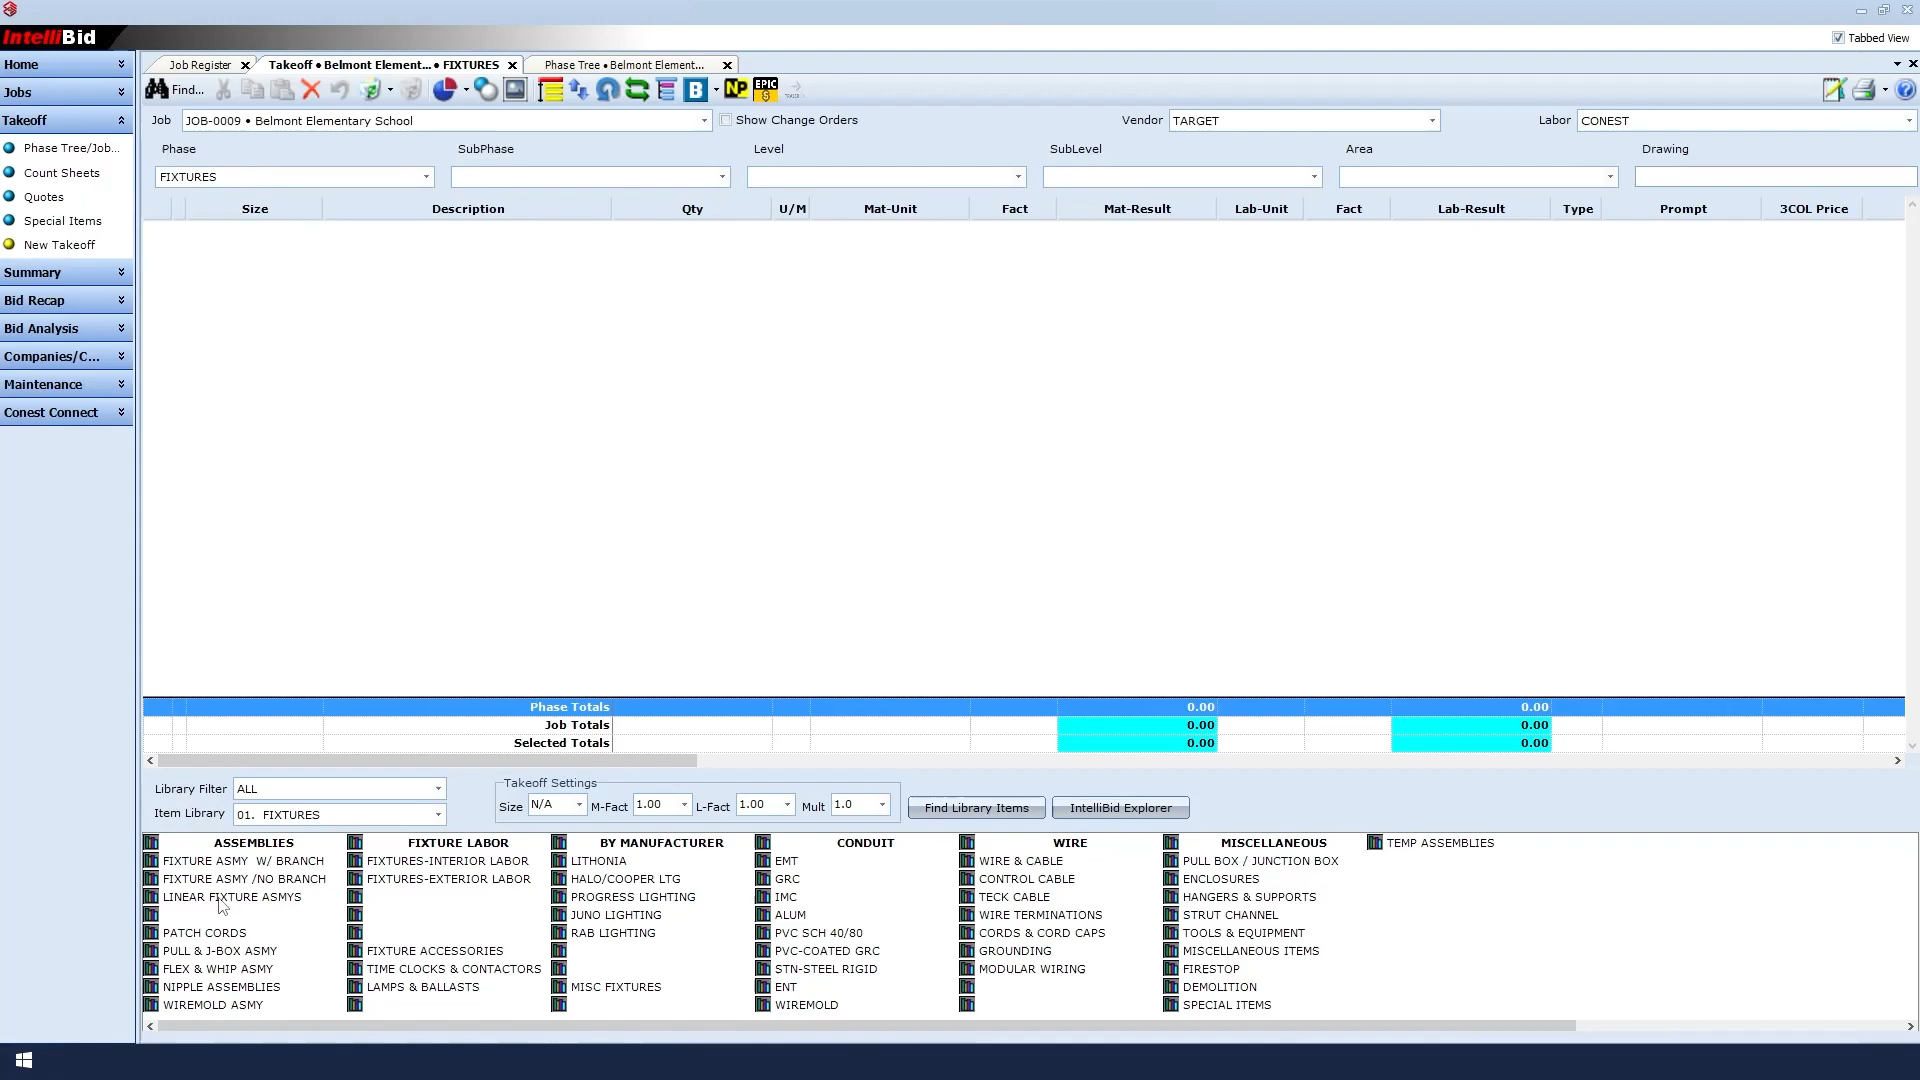 IntelliBid
Tabbed View
Home
Jobs
Takeoff
Phase Tree/Job...
Count Sheets
Quotes
Special Items
New Takeoff
Summary
Bid Recap
Bid Analysis
Companies/C...
Maintenance
Conest Connect
Job Register
Takeoff • Belmont Element... • FIXTURES
Phase Tree • Belmont Element...
Find...
B
NP
EPIC
$
Job JOB-0009 • Belmont Elementary School
Show Change Orders
Vendor TARGET
Labor CONEST
Phase SubPhase Level SubLevel Area Drawing
FIXTURES
Size Description Qty U/M Mat-Unit Fact Mat-Result Lab-Unit Fact Lab-Result Type Prompt 3COL Price
Phase Totals 0.00 0.00
Job Totals 0.00 0.00
Selected Totals 0.00 0.00
Library Filter ALL
Item Library 01. FIXTURES
Takeoff Settings
Size N/A M-Fact 1.00 L-Fact 1.00 Mult 1.0
Find Library Items
IntelliBid Explorer
ASSEMBLIES
FIXTURE ASMY W/ BRANCH
FIXTURE ASMY /NO BRANCH
LINEAR FIXTURE ASMYS
PATCH CORDS
PULL & J-BOX ASMY
FLEX & WHIP ASMY
NIPPLE ASSEMBLIES
WIREMOLD ASMY
FIXTURE LABOR
FIXTURES-INTERIOR LABOR
FIXTURES-EXTERIOR LABOR
FIXTURE ACCESSORIES
TIME CLOCKS & CONTACTORS
LAMPS & BALLASTS
BY MANUFACTURER
LITHONIA
HALO/COOPER LTG
PROGRESS LIGHTING
JUNO LIGHTING
RAB LIGHTING
MISC FIXTURES
CONDUIT
EMT
GRC
IMC
ALUM
PVC SCH 40/80
PVC-COATED GRC
STN-STEEL RIGID
ENT
WIREMOLD
WIRE
WIRE & CABLE
CONTROL CABLE
TECK CABLE
WIRE TERMINATIONS
CORDS & CORD CAPS
GROUNDING
MODULAR WIRING
MISCELLANEOUS
PULL BOX / JUNCTION BOX
ENCLOSURES
HANGERS & SUPPORTS
STRUT CHANNEL
TOOLS & EQUIPMENT
MISCELLANEOUS ITEMS
FIRESTOP
DEMOLITION
SPECIAL ITEMS
TEMP ASSEMBLIES